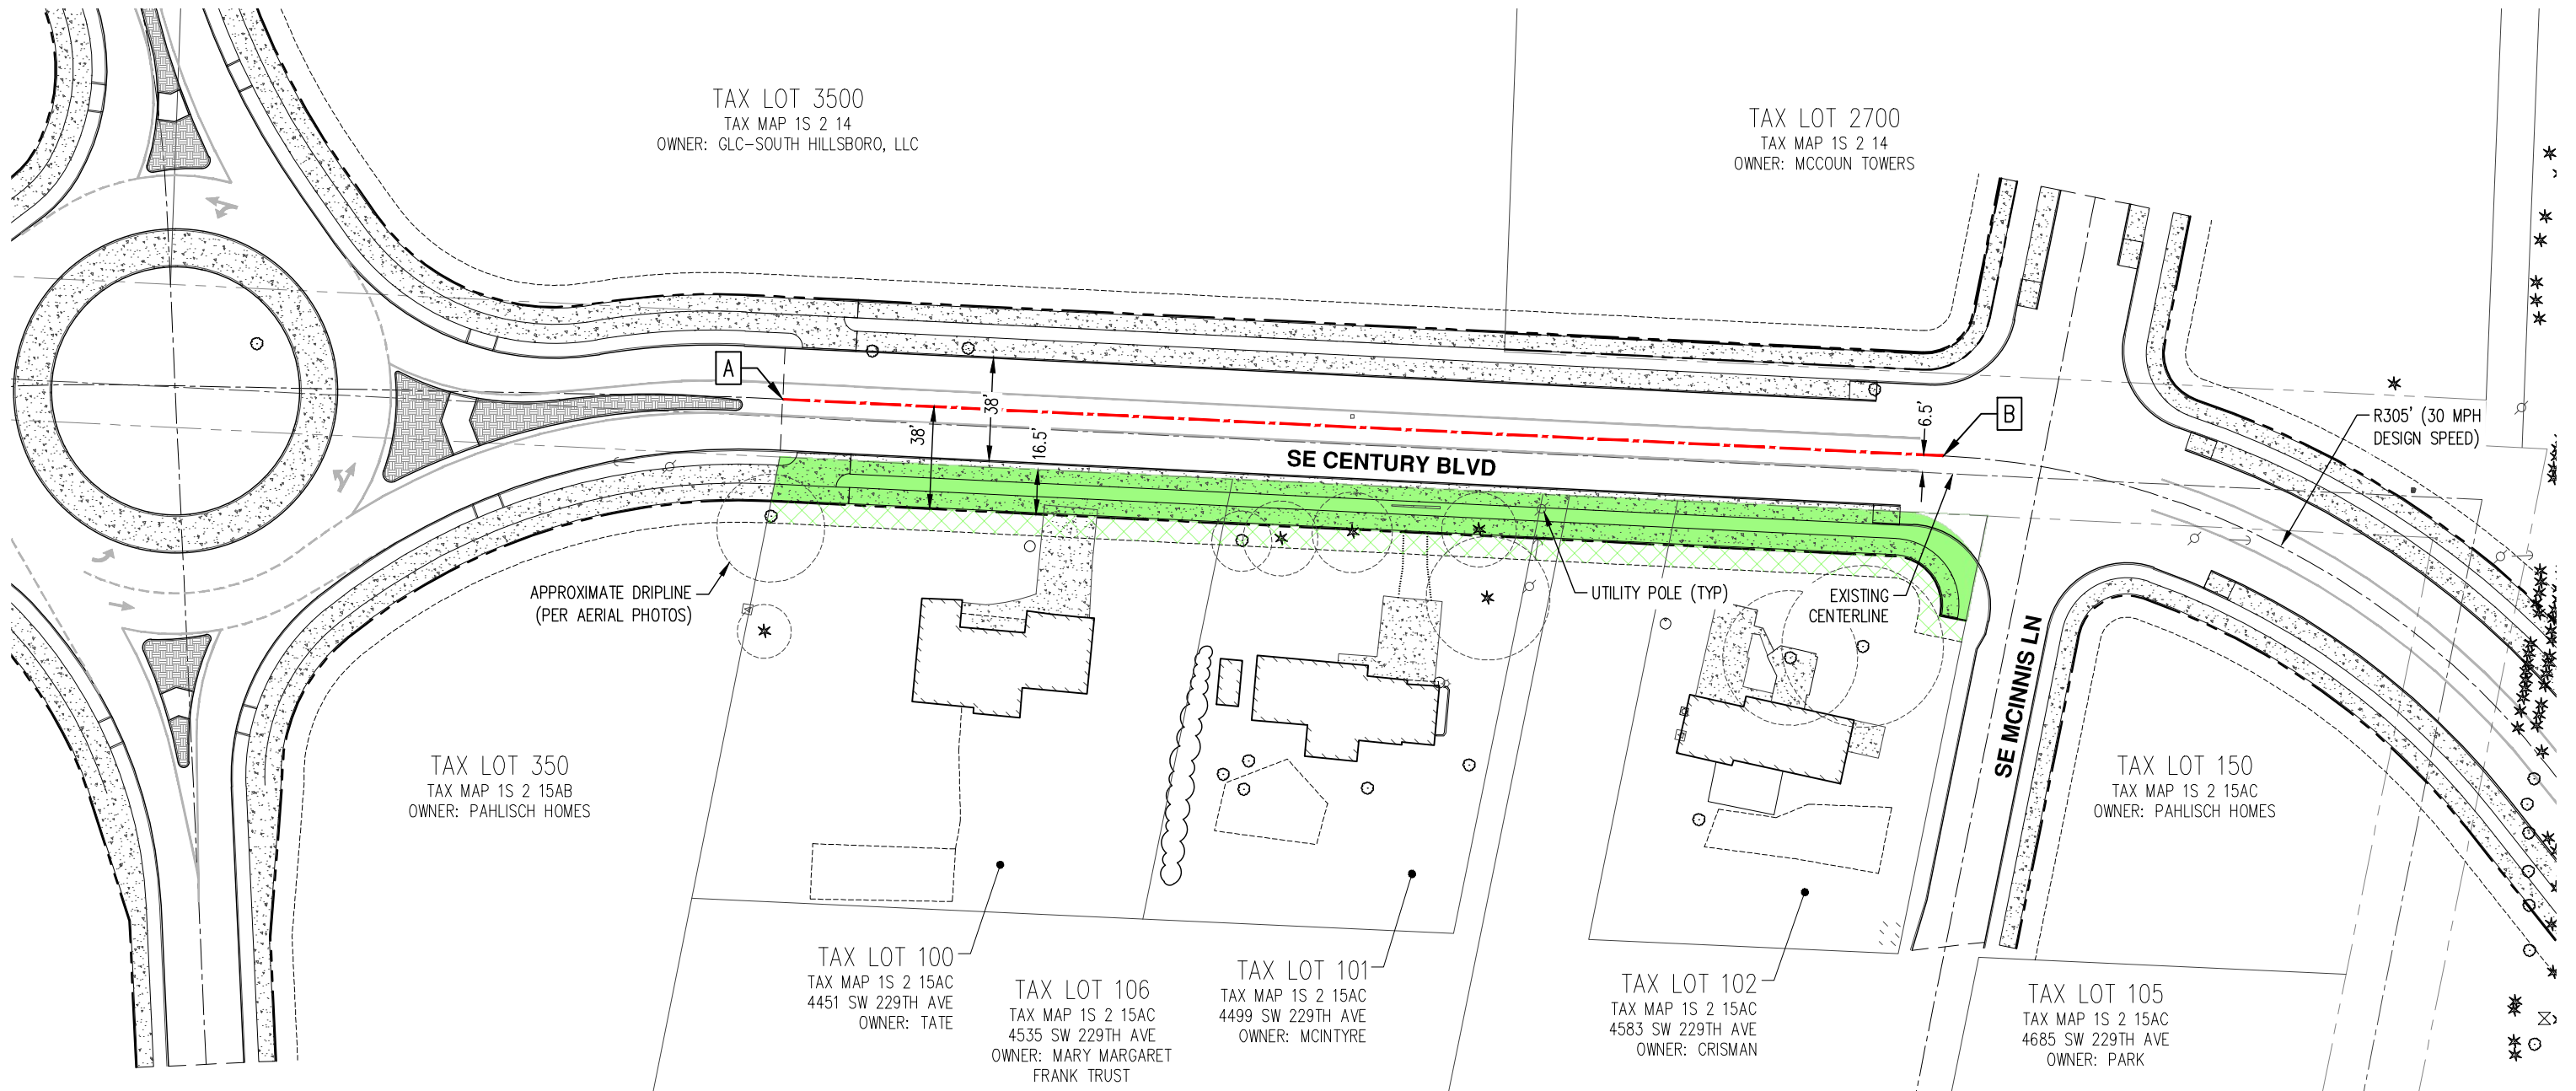 TAX LOT 3500
TAX MAP 1S 2 14
OWNER: GLC-SOUTH HILLSBORO, LLC
TAX LOT 2700
TAX MAP 1S 2 14
OWNER: MCCOUN TOWERS
A
B
38'
38'
16.5'
6.5'
R305' (30 MPH
DESIGN SPEED)
SE CENTURY BLVD
APPROXIMATE DRIPLINE
(PER AERIAL PHOTOS)
UTILITY POLE (TYP)
EXISTING
CENTERLINE
SE MCINNIS LN
TAX LOT 350
TAX MAP 1S 2 15AB
OWNER: PAHLISCH HOMES
TAX LOT 150
TAX MAP 1S 2 15AC
OWNER: PAHLISCH HOMES
TAX LOT 100
TAX MAP 1S 2 15AC
4451 SW 229TH AVE
OWNER: TATE
TAX LOT 106
TAX MAP 1S 2 15AC
4535 SW 229TH AVE
OWNER: MARY MARGARET
FRANK TRUST
TAX LOT 101
TAX MAP 1S 2 15AC
4499 SW 229TH AVE
OWNER: MCINTYRE
TAX LOT 102
TAX MAP 1S 2 15AC
4583 SW 229TH AVE
OWNER: CRISMAN
TAX LOT 105
TAX MAP 1S 2 15AC
4685 SW 229TH AVE
OWNER: PARK